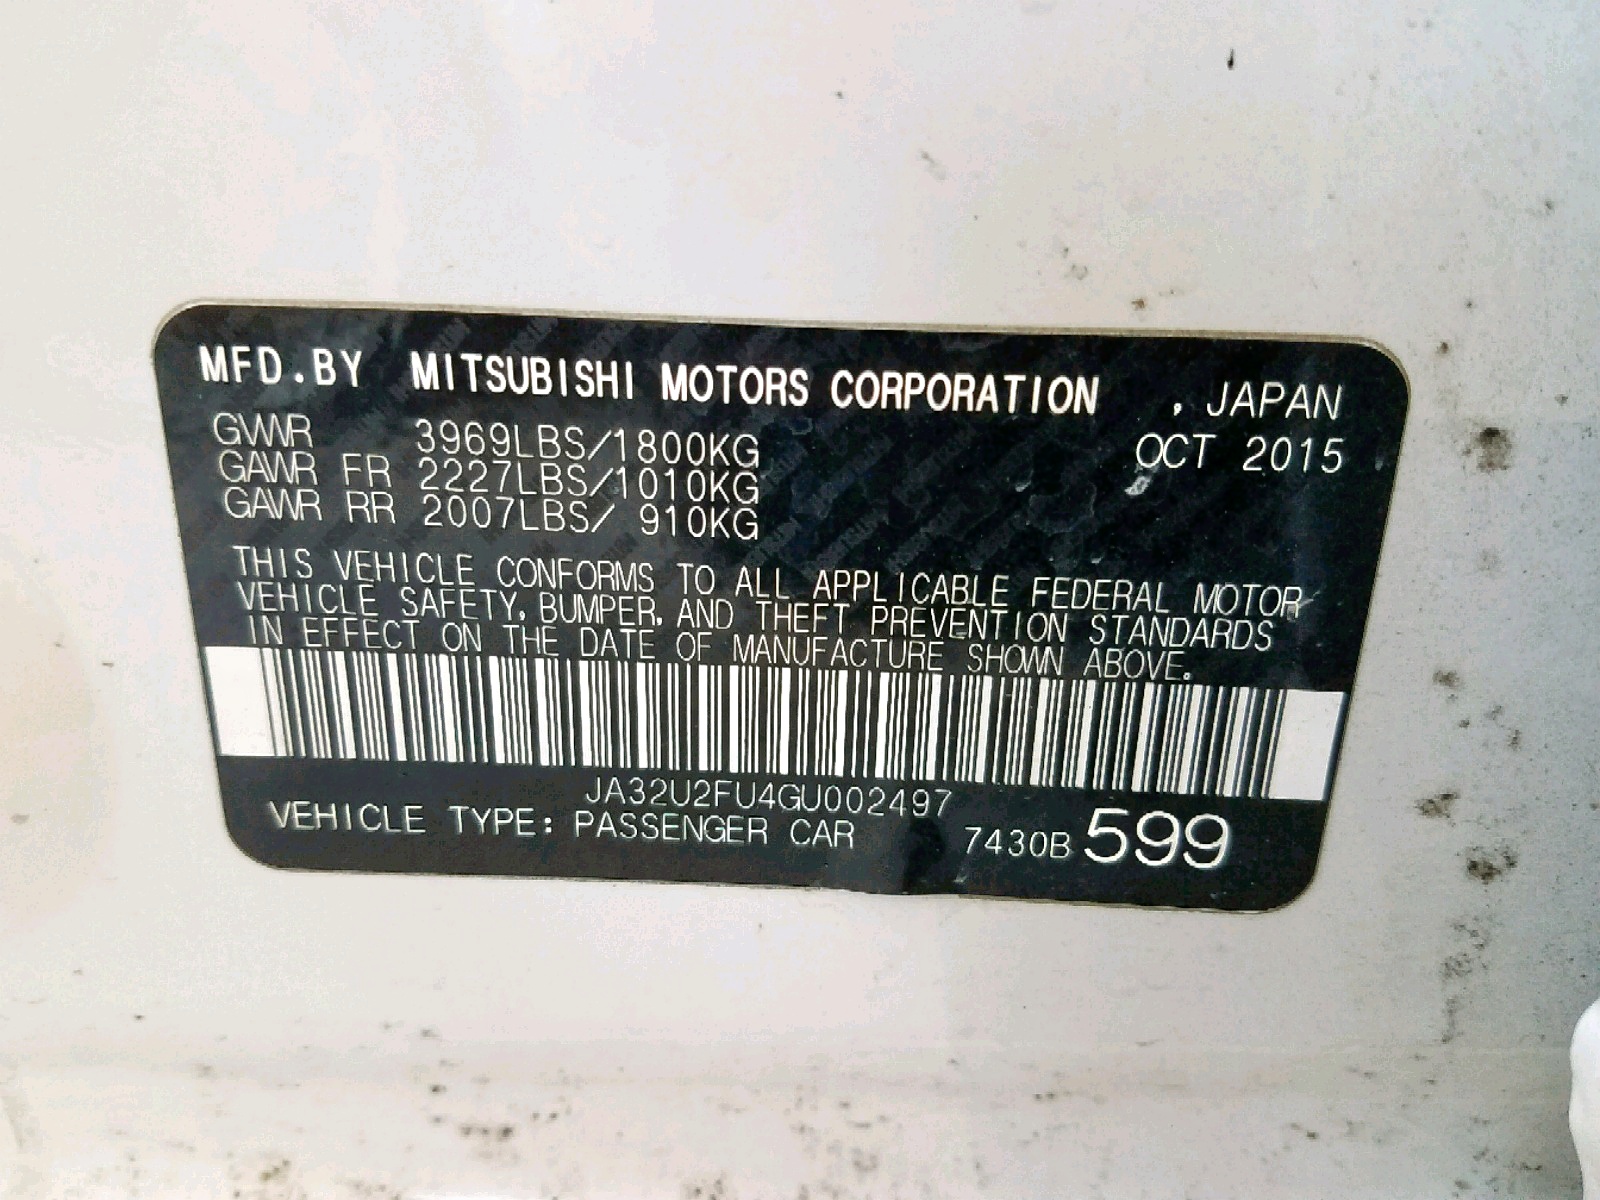 MFD.BY MITSUBISHI MOTORS CORPORATION , JAPAN
GVWR 3969LBS/1800KG OCT 2015
GAWR FR 2227LBS/1010KG
GAWR RR 2007LBS/ 910KG
THIS VEHICLE CONFORMS TO ALL APPLICABLE FEDERAL MOTOR
VEHICLE SAFETY, BUMPER, AND THEFT PREVENTION STANDARDS
IN EFFECT ON THE DATE OF MANUFACTURE SHOWN ABOVE.
JA32U2FU4GU002497
VEHICLE TYPE: PASSENGER CAR 7430B 599